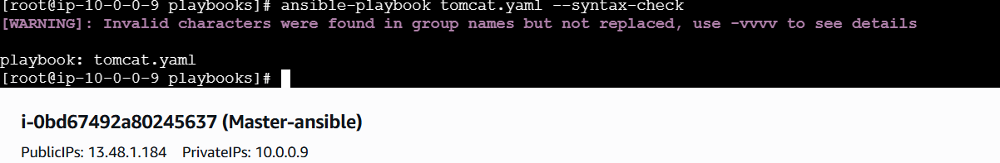 [root@ip-10-0-0-9 playbooks]# ansible-playbook tomcat.yaml --syntax-check
[WARNING]: Invalid characters were found in group names but not replaced, use -vvvv to see details
playbook: tomcat.yaml
[root@ip-10-0-0-9 playbooks]#
i-0bd67492a80245637 (Master-ansible)
PublicIPs: 13.48.1.184 PrivateIPs: 10.0.0.9